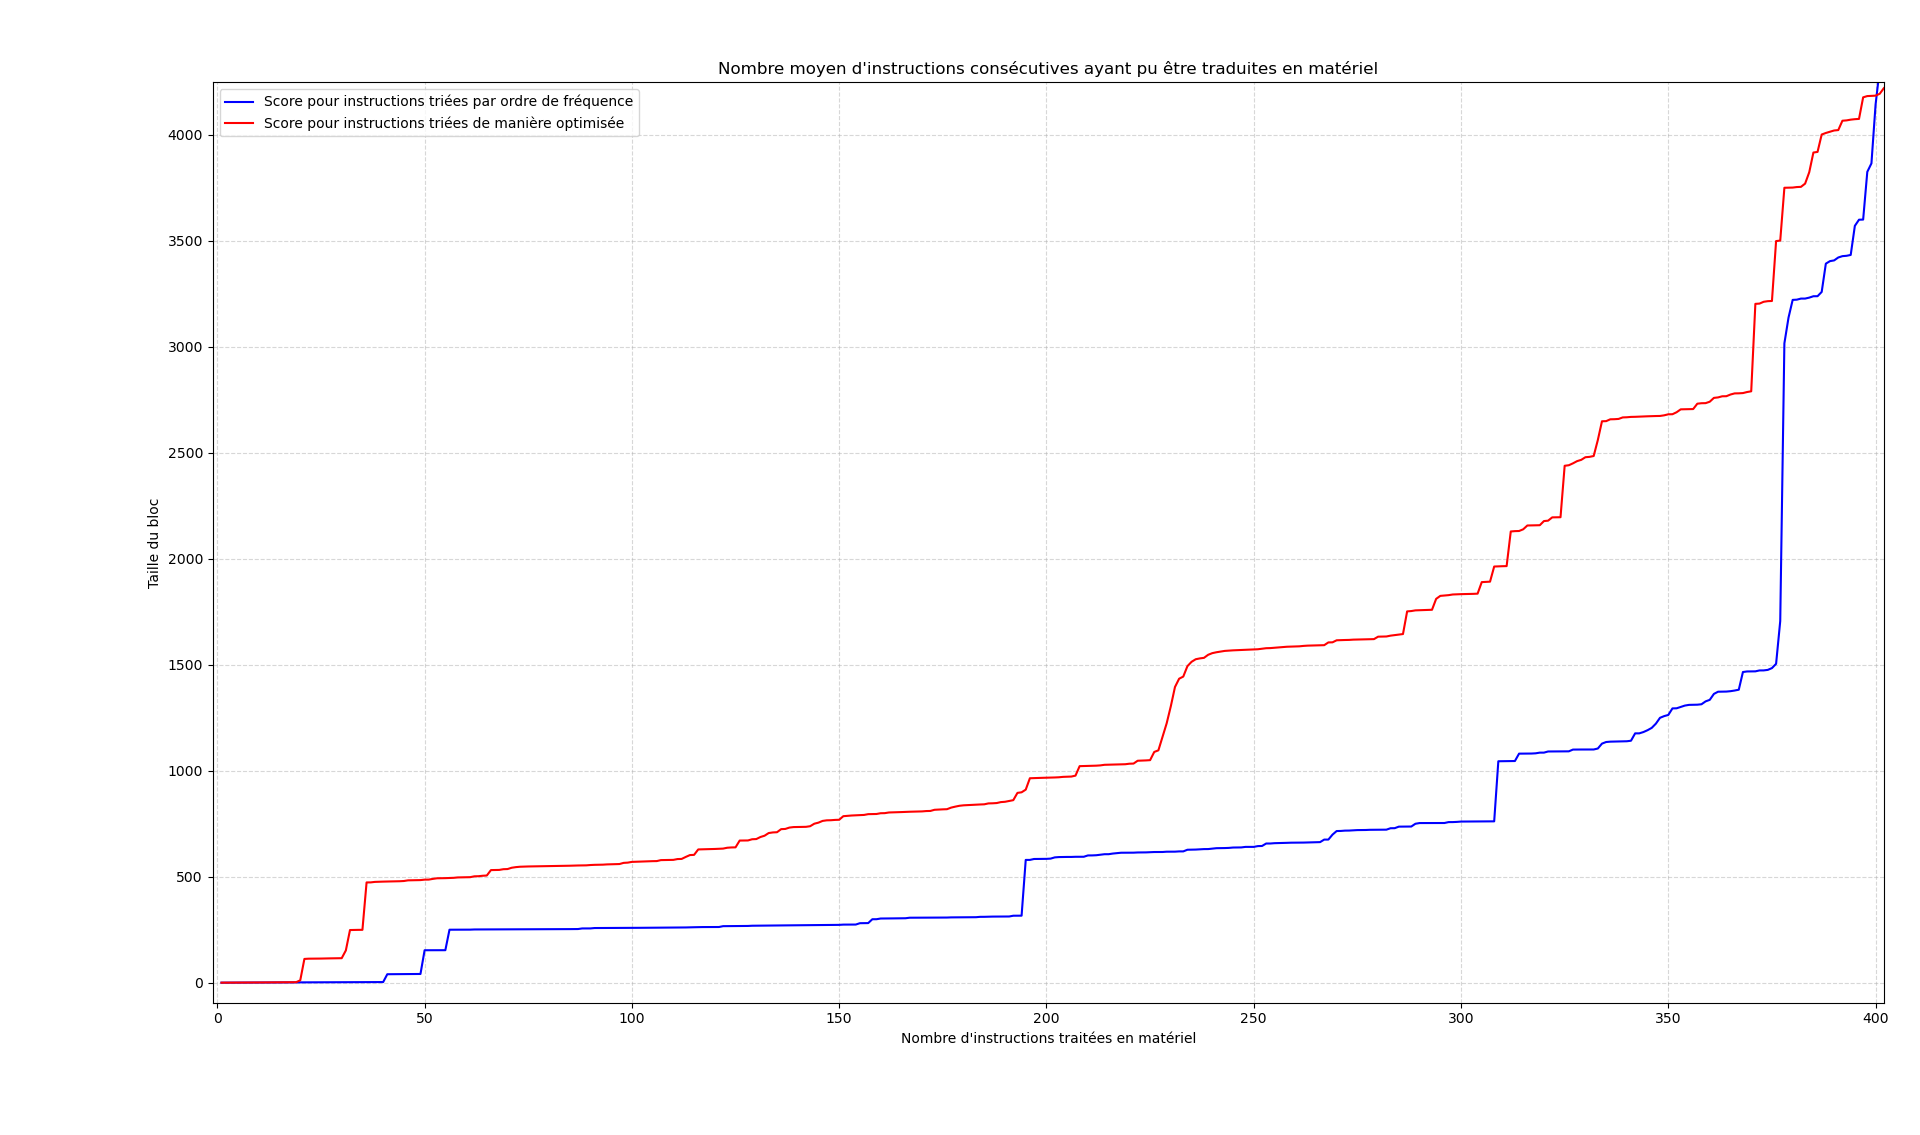 Nombre moyen d'instructions consécutives ayant pu être traduites en matériel
Score pour instructions triées par ordre de fréquence
Score pour instructions triées de manière optimisée
4000
3500
3000
2500
2000
1500
1000
500
0
Taille du bloc
0 50 100 150 200 250 300 350 400
Nombre d'instructions traitées en matériel